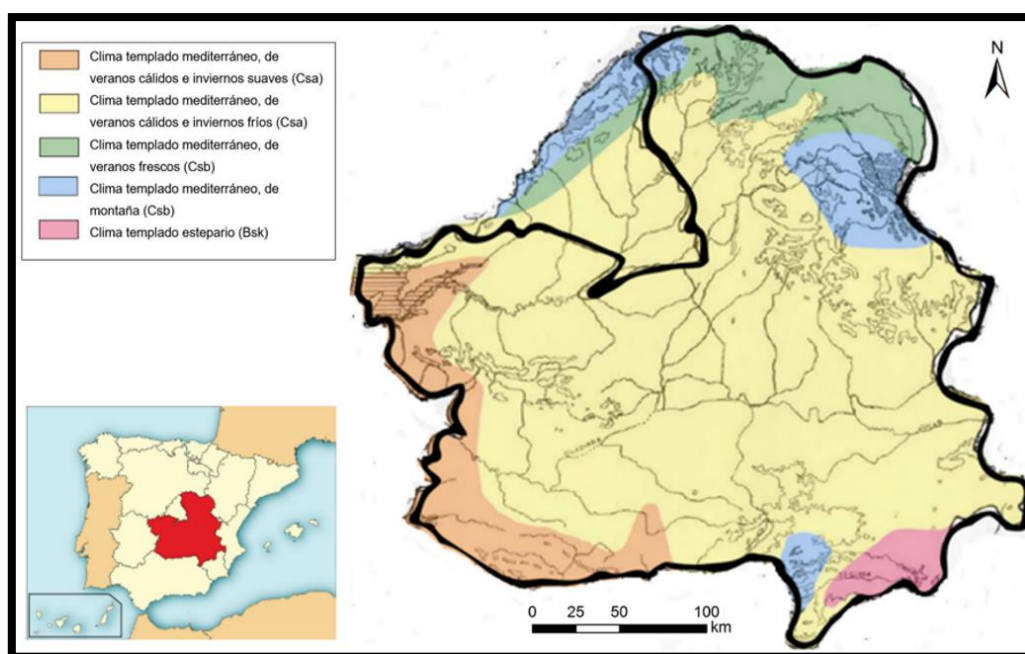 Clima templado mediterráneo, de
veranos cálidos e inviernos suaves (Csa)
Clima templado mediterráneo, de
veranos cálidos e inviernos fríos (Csa)
Clima templado mediterráneo, de
veranos frescos (Csb)
Clima templado mediterráneo, de
montaña (Csb)
Clima templado estepario (Bsk)
N
0 25 50 100
km